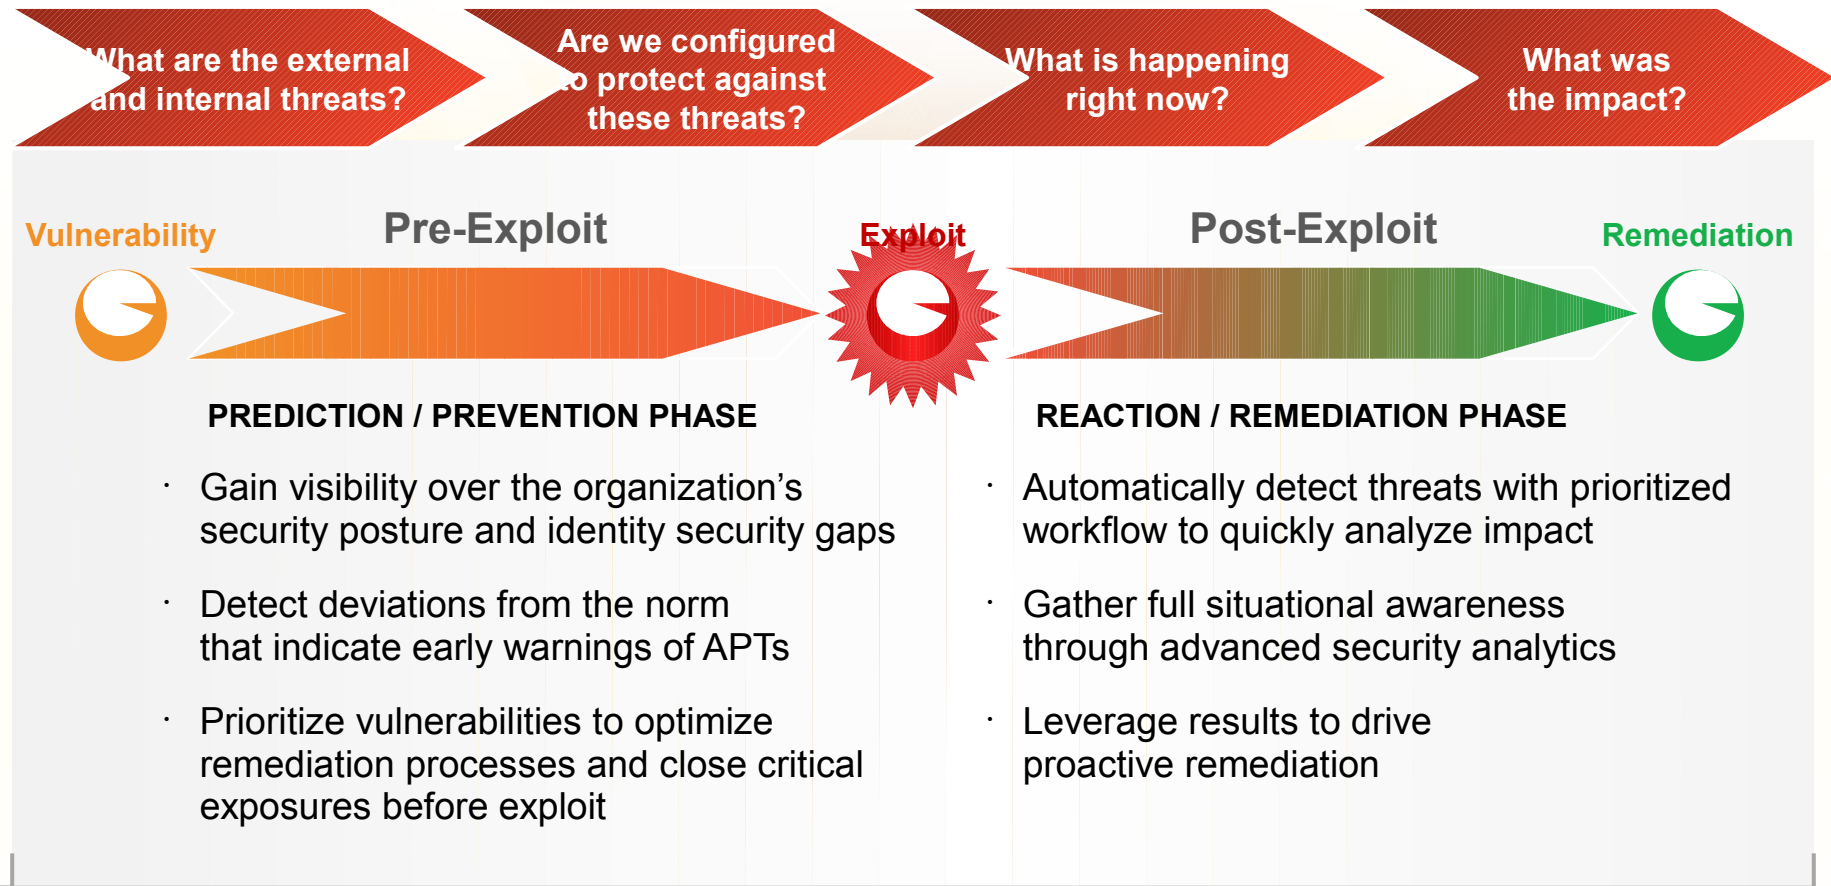 What are the external
and internal threats?
Are we configured
to protect against
these threats?
What is happening
right now?
What was
the impact?
Vulnerability
Pre-Exploit
Exploit
Post-Exploit
Remediation
PREDICTION / PREVENTION PHASE
· Gain visibility over the organization’s
security posture and identity security gaps
· Detect deviations from the norm
that indicate early warnings of APTs
· Prioritize vulnerabilities to optimize
remediation processes and close critical
exposures before exploit
REACTION / REMEDIATION PHASE
· Automatically detect threats with prioritized
workflow to quickly analyze impact
· Gather full situational awareness
through advanced security analytics
· Leverage results to drive
proactive remediation